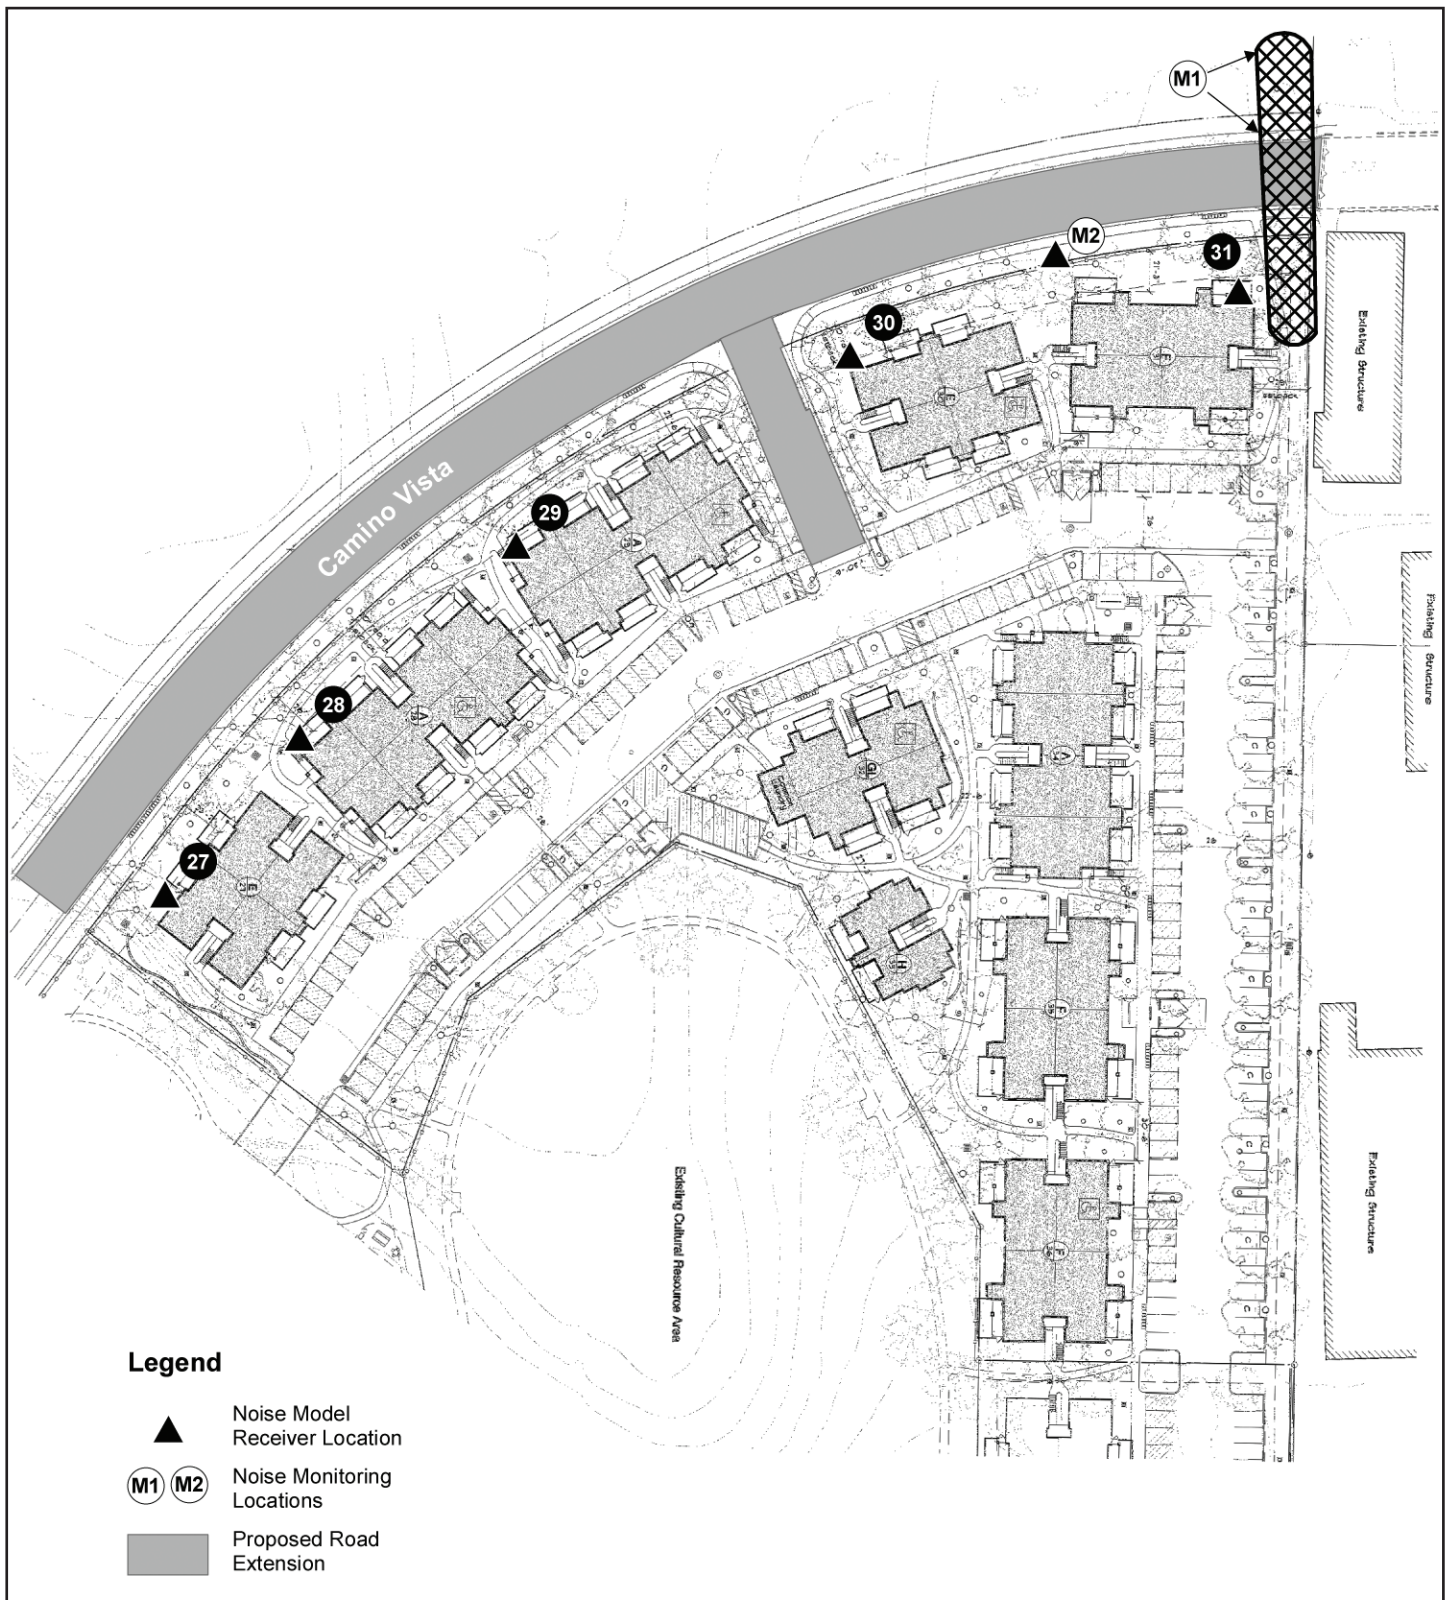 M1
M2
31
30
Existing Structure
E
E
Camino Vista
29
A
Existing Structure
28
A
GL
A
27
E
H
F
Existing Structure
Existing Cultural Resource Area
F
Legend
Noise Model
Receiver Location
M1 M2 Noise Monitoring
Locations
Proposed Road
Extension